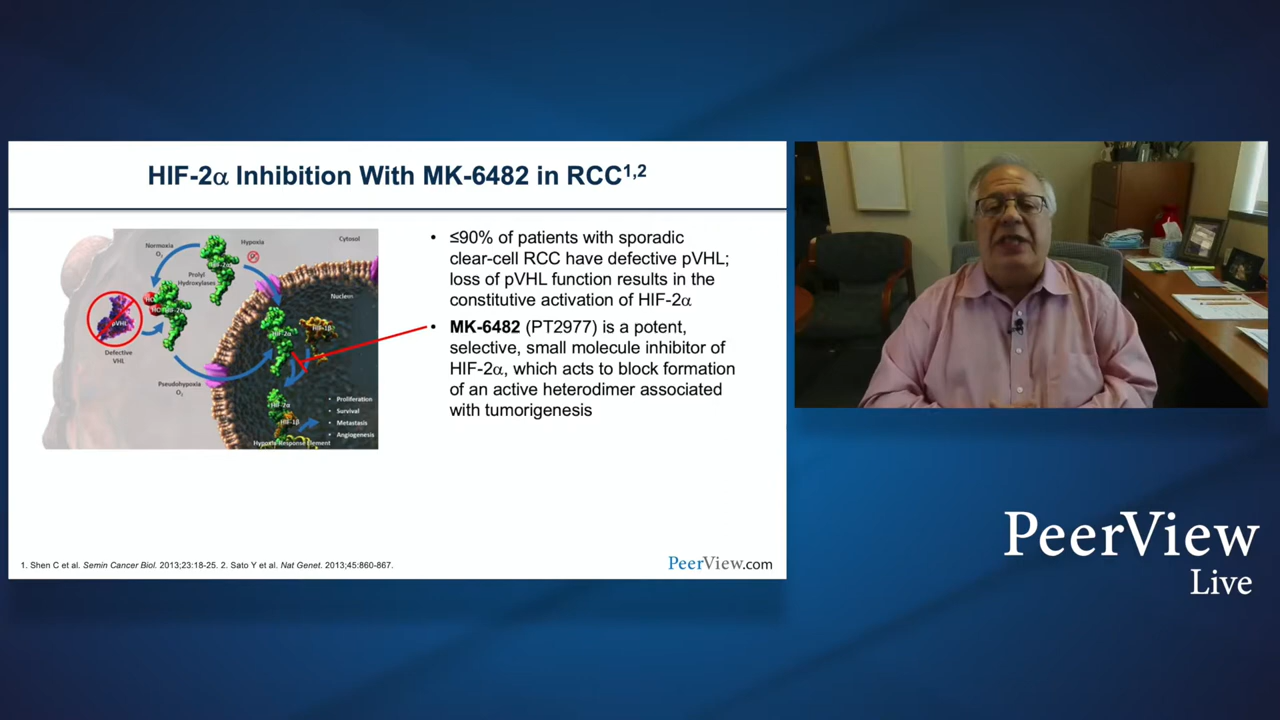 HIF-2α Inhibition With MK-6482 in RCC1,2
Normoxia
O2
Hypoxia
Cytosol
Prolyl
Hydroxylases
Nucleus
HIF-2α
HIF-1β
pVHL
Defective
VHL
Pseudohypoxia
O2
HIF-2α
HIF-1β
Hypoxic Response Element
• Proliferation
• Survival
• Metastasis
• Angiogenesis
• ≤90% of patients with sporadic
clear-cell RCC have defective pVHL;
loss of pVHL function results in the
constitutive activation of HIF-2α
• MK-6482 (PT2977) is a potent,
selective, small molecule inhibitor of
HIF-2α, which acts to block formation
of an active heterodimer associated
with tumorigenesis
1. Shen C et al. Semin Cancer Biol. 2013;23:18-25. 2. Sato Y et al. Nat Genet. 2013;45:860-867.
PeerView.com
PeerView
Live